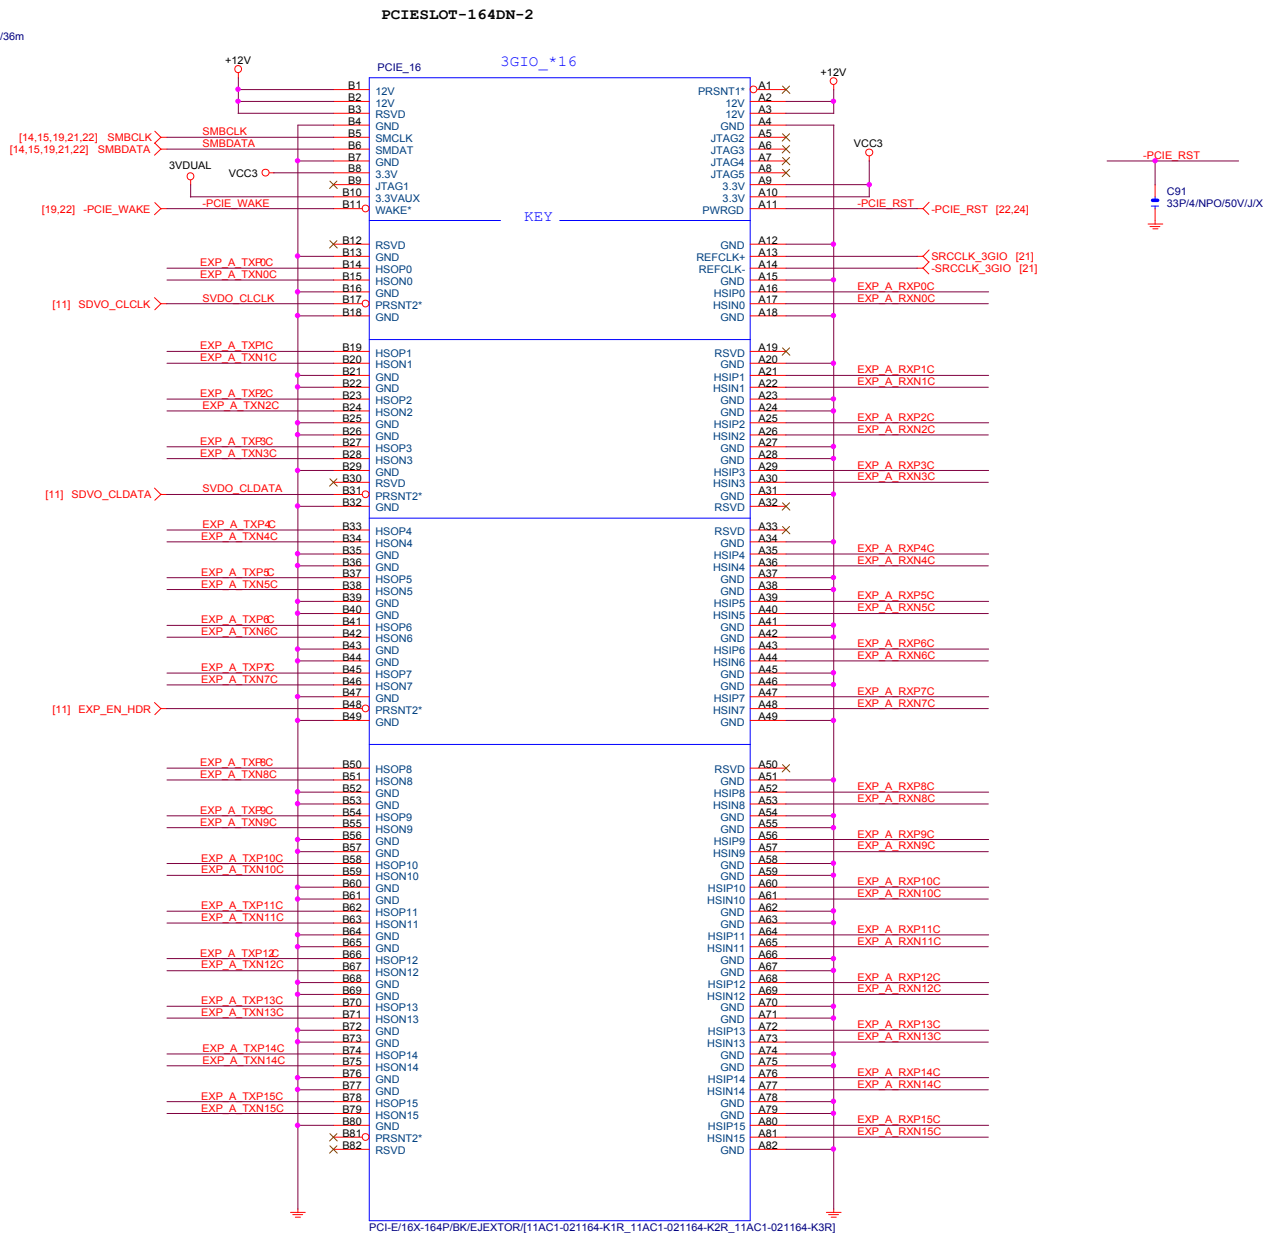 PCIESLOT-164DN-2
/36m
PCIE_16 3GIO_*16
+12V +12V
B1 12V PRSNT1* A1
B2 12V 12V A2
B3 RSVD 12V A3
B4 GND GND A4
[14,15,19,21,22] SMBCLK SMBCLK B5 SMCLK JTAG2 A5
[14,15,19,21,22] SMBDATA SMBDATA B6 SMDAT JTAG3 A6
B7 GND JTAG4 A7 VCC3
3VDUAL VCC3 B8 3.3V JTAG5 A8
B9 JTAG1 3.3V A9
B10 3.3VAUX 3.3V A10
[19,22] -PCIE_WAKE -PCIE_WAKE B11 WAKE* PWRGD A11 -PCIE_RST -PCIE_RST [22,24]
-PCIE_RST
C91
33P/4/NPO/50V/J/X
KEY
B12 RSVD GND A12
B13 GND REFCLK+ A13 SRCCLK_3GIO [21]
EXP_A_TXP0C B14 HSOP0 REFCLK- A14 -SRCCLK_3GIO [21]
EXP_A_TXN0C B15 HSON0 GND A15
B16 GND HSIP0 A16 EXP_A_RXP0C
[11] SDVO_CLCLK SVDO_CLCLK B17 PRSNT2* HSIN0 A17 EXP_A_RXN0C
B18 GND GND A18
EXP_A_TXP1C B19 HSOP1 RSVD A19
EXP_A_TXN1C B20 HSON1 GND A20
B21 GND HSIP1 A21 EXP_A_RXP1C
B22 GND HSIN1 A22 EXP_A_RXN1C
EXP_A_TXP2C B23 HSOP2 GND A23
EXP_A_TXN2C B24 HSON2 GND A24
B25 GND HSIP2 A25 EXP_A_RXP2C
B26 GND HSIN2 A26 EXP_A_RXN2C
EXP_A_TXP3C B27 HSOP3 GND A27
EXP_A_TXN3C B28 HSON3 GND A28
B29 GND HSIP3 A29 EXP_A_RXP3C
B30 RSVD HSIN3 A30 EXP_A_RXN3C
[11] SDVO_CLDATA SVDO_CLDATA B31 PRSNT2* GND A31
B32 GND RSVD A32
EXP_A_TXP4C B33 HSOP4 RSVD A33
EXP_A_TXN4C B34 HSON4 GND A34
B35 GND HSIP4 A35 EXP_A_RXP4C
B36 GND HSIN4 A36 EXP_A_RXN4C
EXP_A_TXP5C B37 HSOP5 GND A37
EXP_A_TXN5C B38 HSON5 GND A38
B39 GND HSIP5 A39 EXP_A_RXP5C
B40 GND HSIN5 A40 EXP_A_RXN5C
EXP_A_TXP6C B41 HSOP6 GND A41
EXP_A_TXN6C B42 HSON6 GND A42
B43 GND HSIP6 A43 EXP_A_RXP6C
B44 GND HSIN6 A44 EXP_A_RXN6C
EXP_A_TXP7C B45 HSOP7 GND A45
EXP_A_TXN7C B46 HSON7 GND A46
B47 GND HSIP7 A47 EXP_A_RXP7C
[11] EXP_EN_HDR B48 PRSNT2* HSIN7 A48 EXP_A_RXN7C
B49 GND GND A49
EXP_A_TXP8C B50 HSOP8 RSVD A50
EXP_A_TXN8C B51 HSON8 GND A51
B52 GND HSIP8 A52 EXP_A_RXP8C
B53 GND HSIN8 A53 EXP_A_RXN8C
EXP_A_TXP9C B54 HSOP9 GND A54
EXP_A_TXN9C B55 HSON9 GND A55
B56 GND HSIP9 A56 EXP_A_RXP9C
B57 GND HSIN9 A57 EXP_A_RXN9C
EXP_A_TXP10C B58 HSOP10 GND A58
EXP_A_TXN10C B59 HSON10 GND A59
B60 GND HSIP10 A60 EXP_A_RXP10C
B61 GND HSIN10 A61 EXP_A_RXN10C
EXP_A_TXP11C B62 HSOP11 GND A62
EXP_A_TXN11C B63 HSON11 GND A63
B64 GND HSIP11 A64 EXP_A_RXP11C
B65 GND HSIN11 A65 EXP_A_RXN11C
EXP_A_TXP12C B66 HSOP12 GND A66
EXP_A_TXN12C B67 HSON12 GND A67
B68 GND HSIP12 A68 EXP_A_RXP12C
B69 GND HSIN12 A69 EXP_A_RXN12C
EXP_A_TXP13C B70 HSOP13 GND A70
EXP_A_TXN13C B71 HSON13 GND A71
B72 GND HSIP13 A72 EXP_A_RXP13C
B73 GND HSIN13 A73 EXP_A_RXN13C
EXP_A_TXP14C B74 HSOP14 GND A74
EXP_A_TXN14C B75 HSON14 GND A75
B76 GND HSIP14 A76 EXP_A_RXP14C
B77 GND HSIN14 A77 EXP_A_RXN14C
EXP_A_TXP15C B78 HSOP15 GND A78
EXP_A_TXN15C B79 HSON15 GND A79
B80 GND HSIP15 A80 EXP_A_RXP15C
B81 PRSNT2* HSIN15 A81 EXP_A_RXN15C
B82 RSVD GND A82
PCI-E/16X-164P/BK/EJEXTOR/[11AC1-021164-K1R_11AC1-021164-K2R_11AC1-021164-K3R]